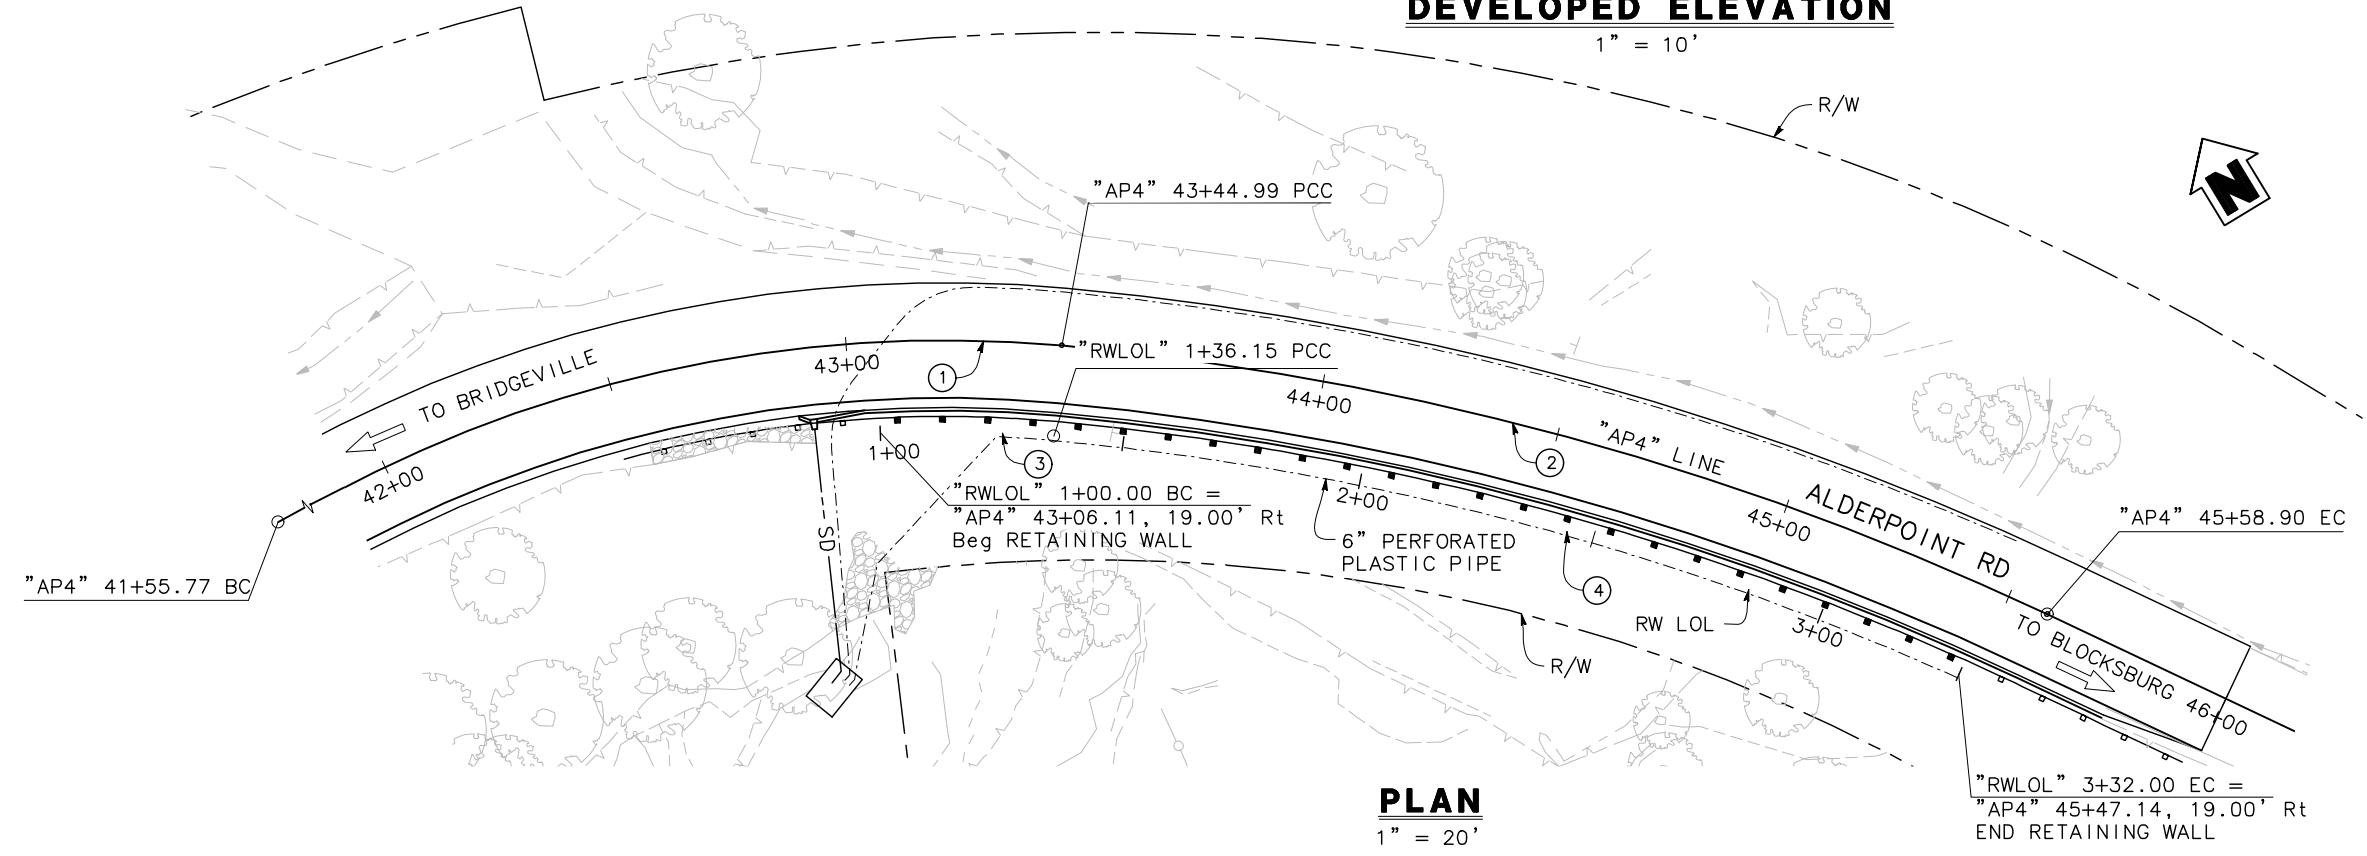 DEVELOPED ELEVATION
1" = 10'
R/W
N
"AP4" 43+44.99 PCC
"RWLOL" 1+36.15 PCC
43+00
1
TO BRIDGEVILLE
44+00
42+00
1+00
3
2
"AP4" LINE
ALDERPOINT RD
45+00
"AP4" 45+58.90 EC
"RWLOL" 1+00.00 BC =
"AP4" 43+06.11, 19.00' Rt
Beg RETAINING WALL
2+00
SD
6" PERFORATED
PLASTIC PIPE
4
"AP4" 41+55.77 BC
RW LOL
3+00
TO BLOCKSBURG
46+00
R/W
"RWLOL" 3+32.00 EC =
"AP4" 45+47.14, 19.00' Rt
END RETAINING WALL
PLAN
1" = 20'